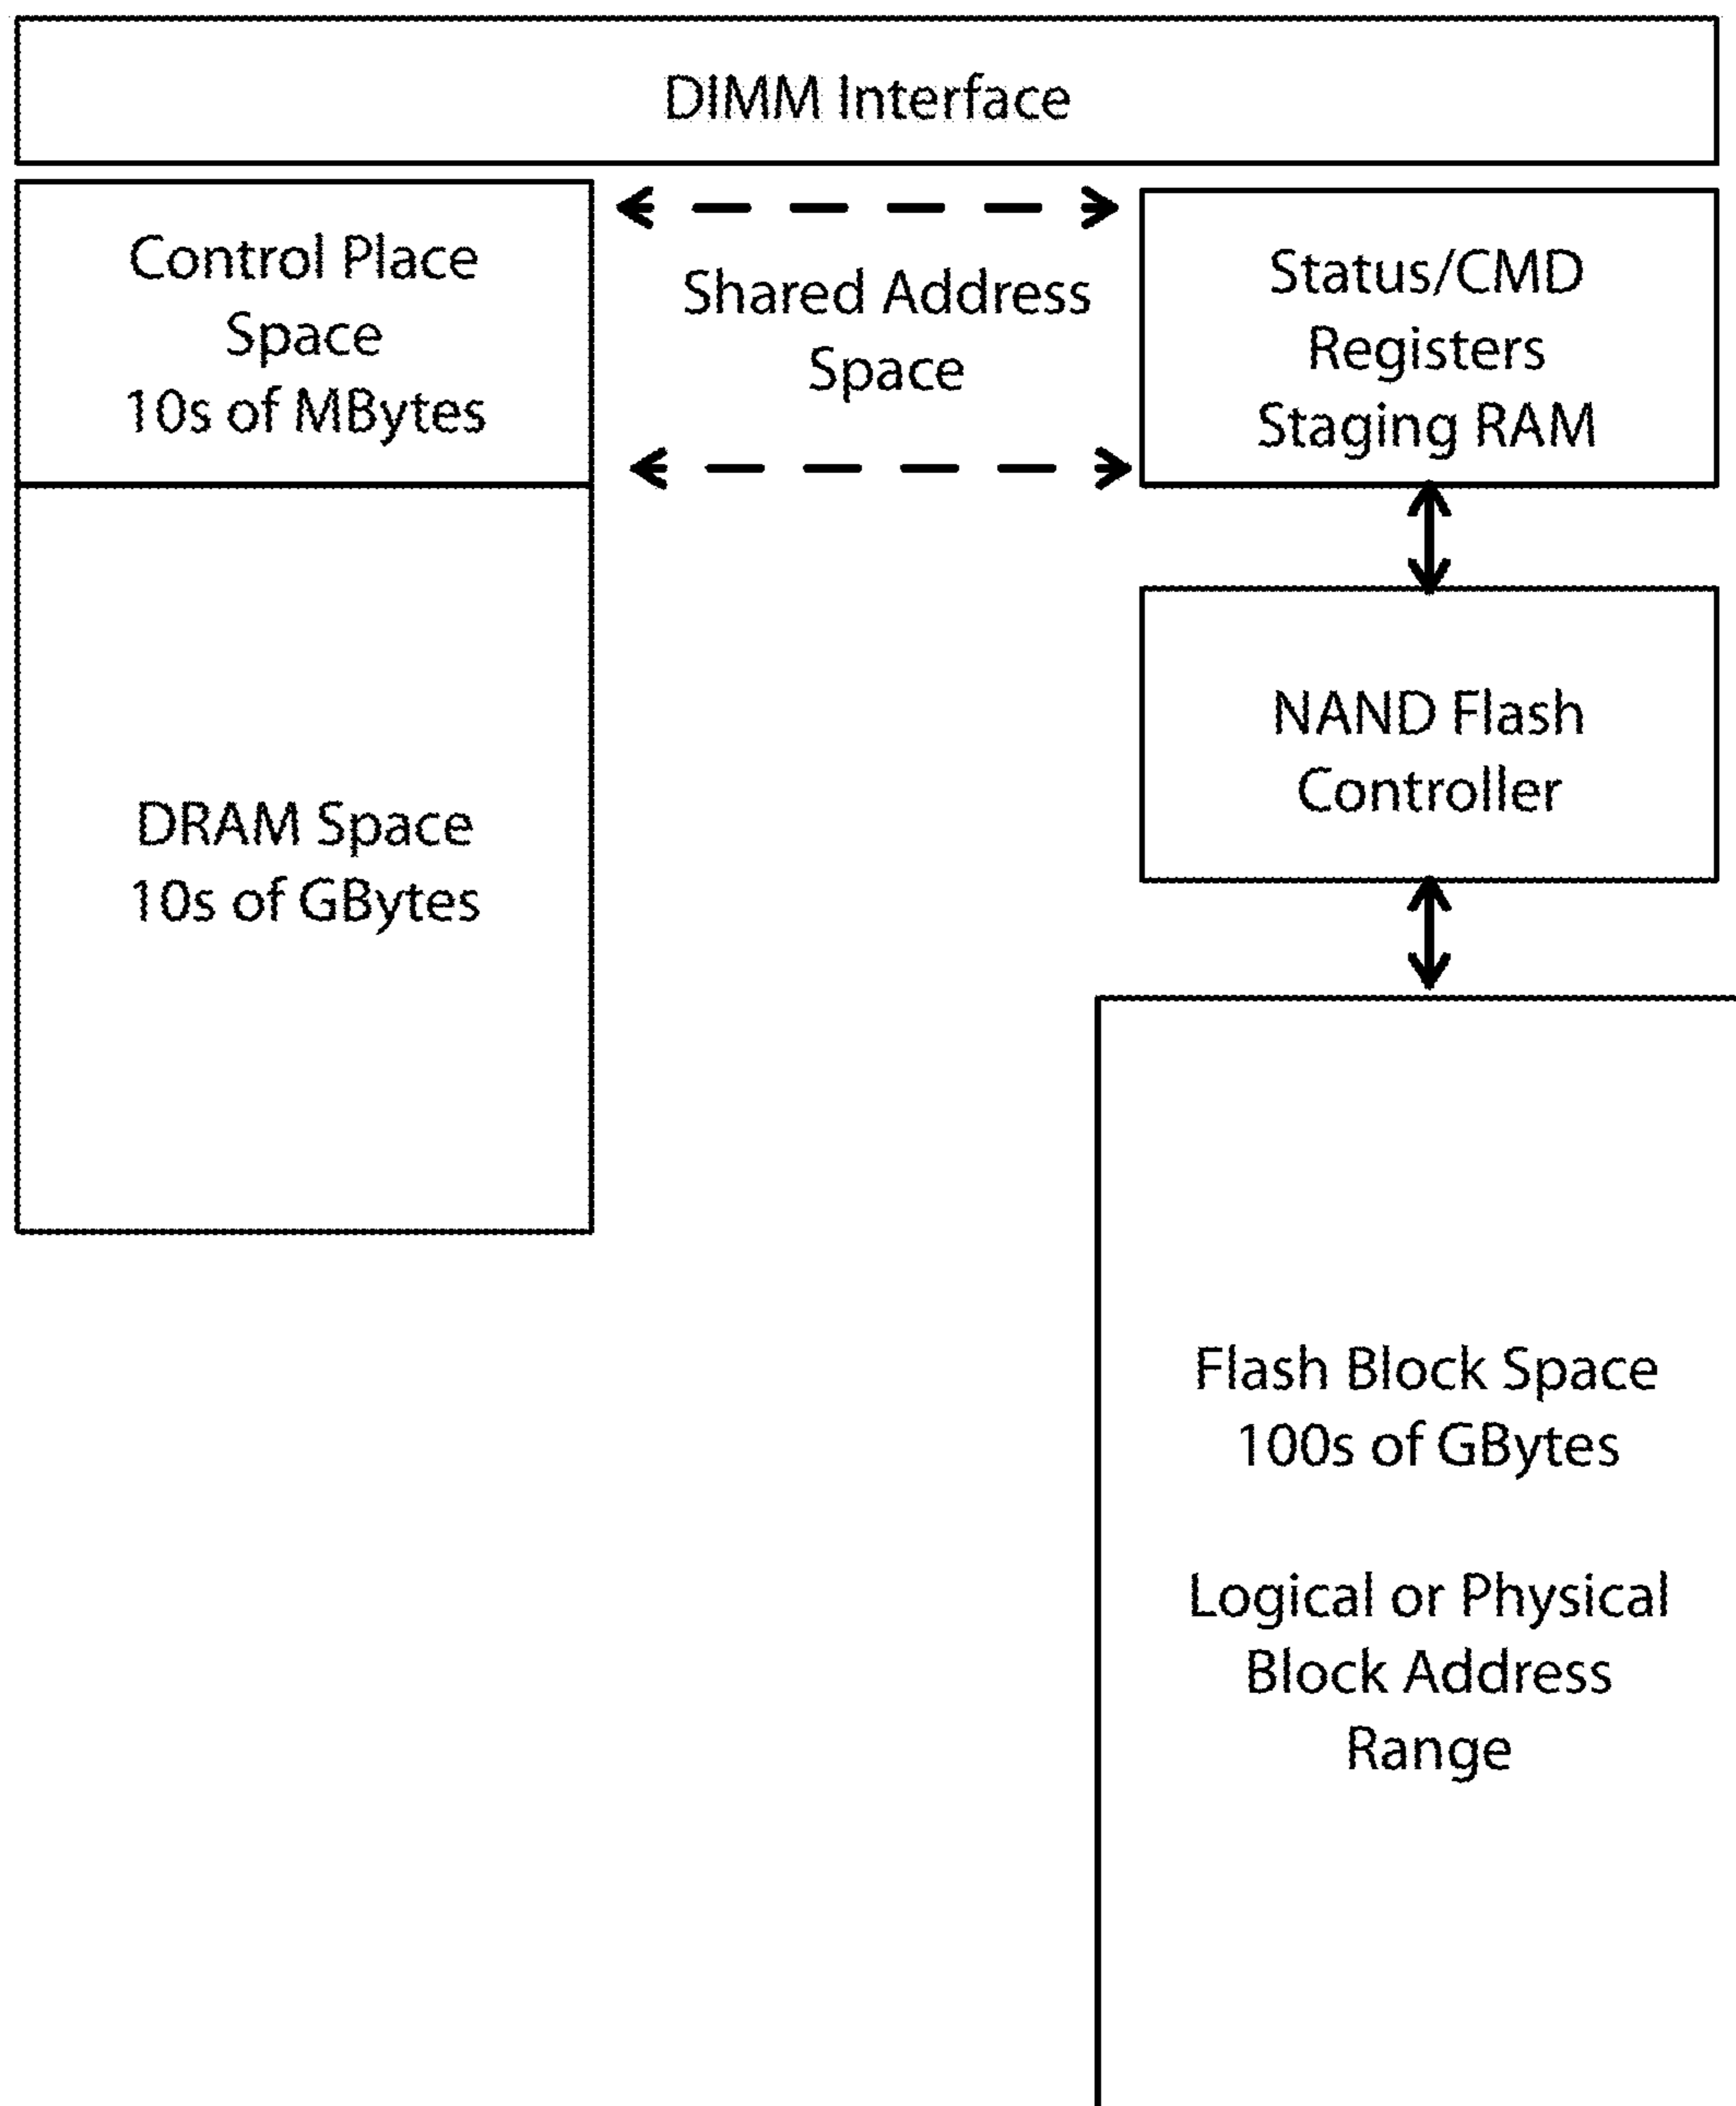 DIMM Interface
Control Place
Space
10s of MBytes
Shared Address
Space
Status/CMD
Registers
Staging RAM
NAND Flash
Controller
DRAM Space
10s of GBytes
Flash Block Space
100s of GBytes
Logical or Physical
Block Address
Range